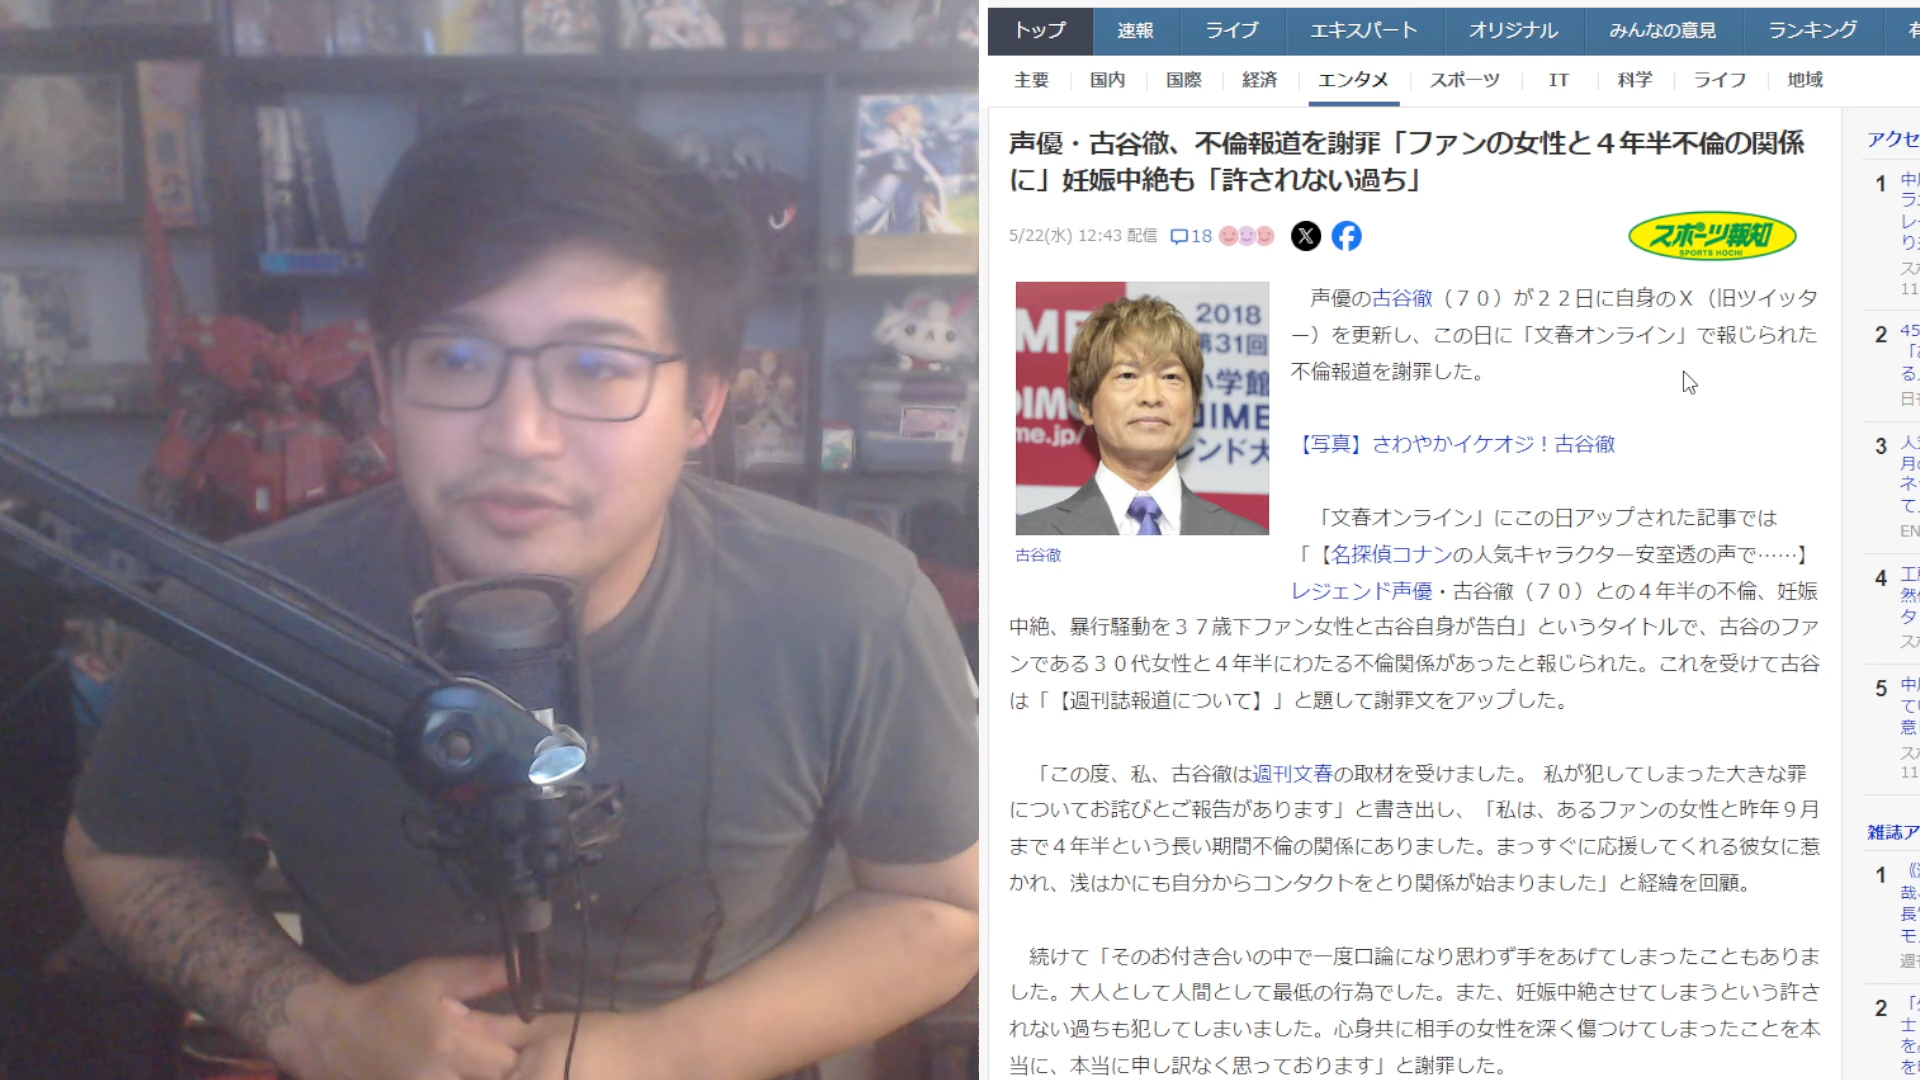 トップ 速報 ライブ エキスパート オリジナル みんなの意見 ランキング
主要 国内 国際 経済 エンタメ スポーツ IT 科学 ライフ 地域
声優・古谷徹、不倫報道を謝罪「ファンの女性と４年半不倫の関係
に」妊娠中絶も「許されない過ち」
5/22(水) 12:43 配信 18
スポーツ報知
SPORTS HOCHI
2018
第31回
小学館
DIME
me.jp/
声優の古谷徹（７０）が２２日に自身のＸ（旧ツイッタ
ー）を更新し、この日に「文春オンライン」で報じられた
不倫報道を謝罪した。
【写真】さわやかイケオジ！古谷徹
「文春オンライン」にこの日アップされた記事では
「【名探偵コナンの人気キャラクター安室透の声で……】
古谷徹
レジェンド声優・古谷徹（７０）との４年半の不倫、妊娠
中絶、暴行騒動を３７歳下ファン女性と古谷自身が告白」というタイトルで、古谷のファ
ンである３０代女性と４年半にわたる不倫関係があったと報じられた。これを受けて古谷
は「【週刊誌報道について】」と題して謝罪文をアップした。
「この度、私、古谷徹は週刊文春の取材を受けました。 私が犯してしまった大きな罪
についてお詫びとご報告があります」と書き出し、「私は、あるファンの女性と昨年９月
まで４年半という長い期間不倫の関係にありました。まっすぐに応援してくれる彼女に惹
かれ、浅はかにも自分からコンタクトをとり関係が始まりました」と経緯を回顧。
続けて「そのお付き合いの中で一度口論になり思わず手をあげてしまったこともありま
した。大人として人間として最低の行為でした。また、妊娠中絶させてしまうという許さ
れない過ちも犯してしまいました。心身共に相手の女性を深く傷つけてしまったことを本
当に、本当に申し訳なく思っております」と謝罪した。
アクセ
1
2 45
3
EN
4
5
11
雑誌ア
1
2